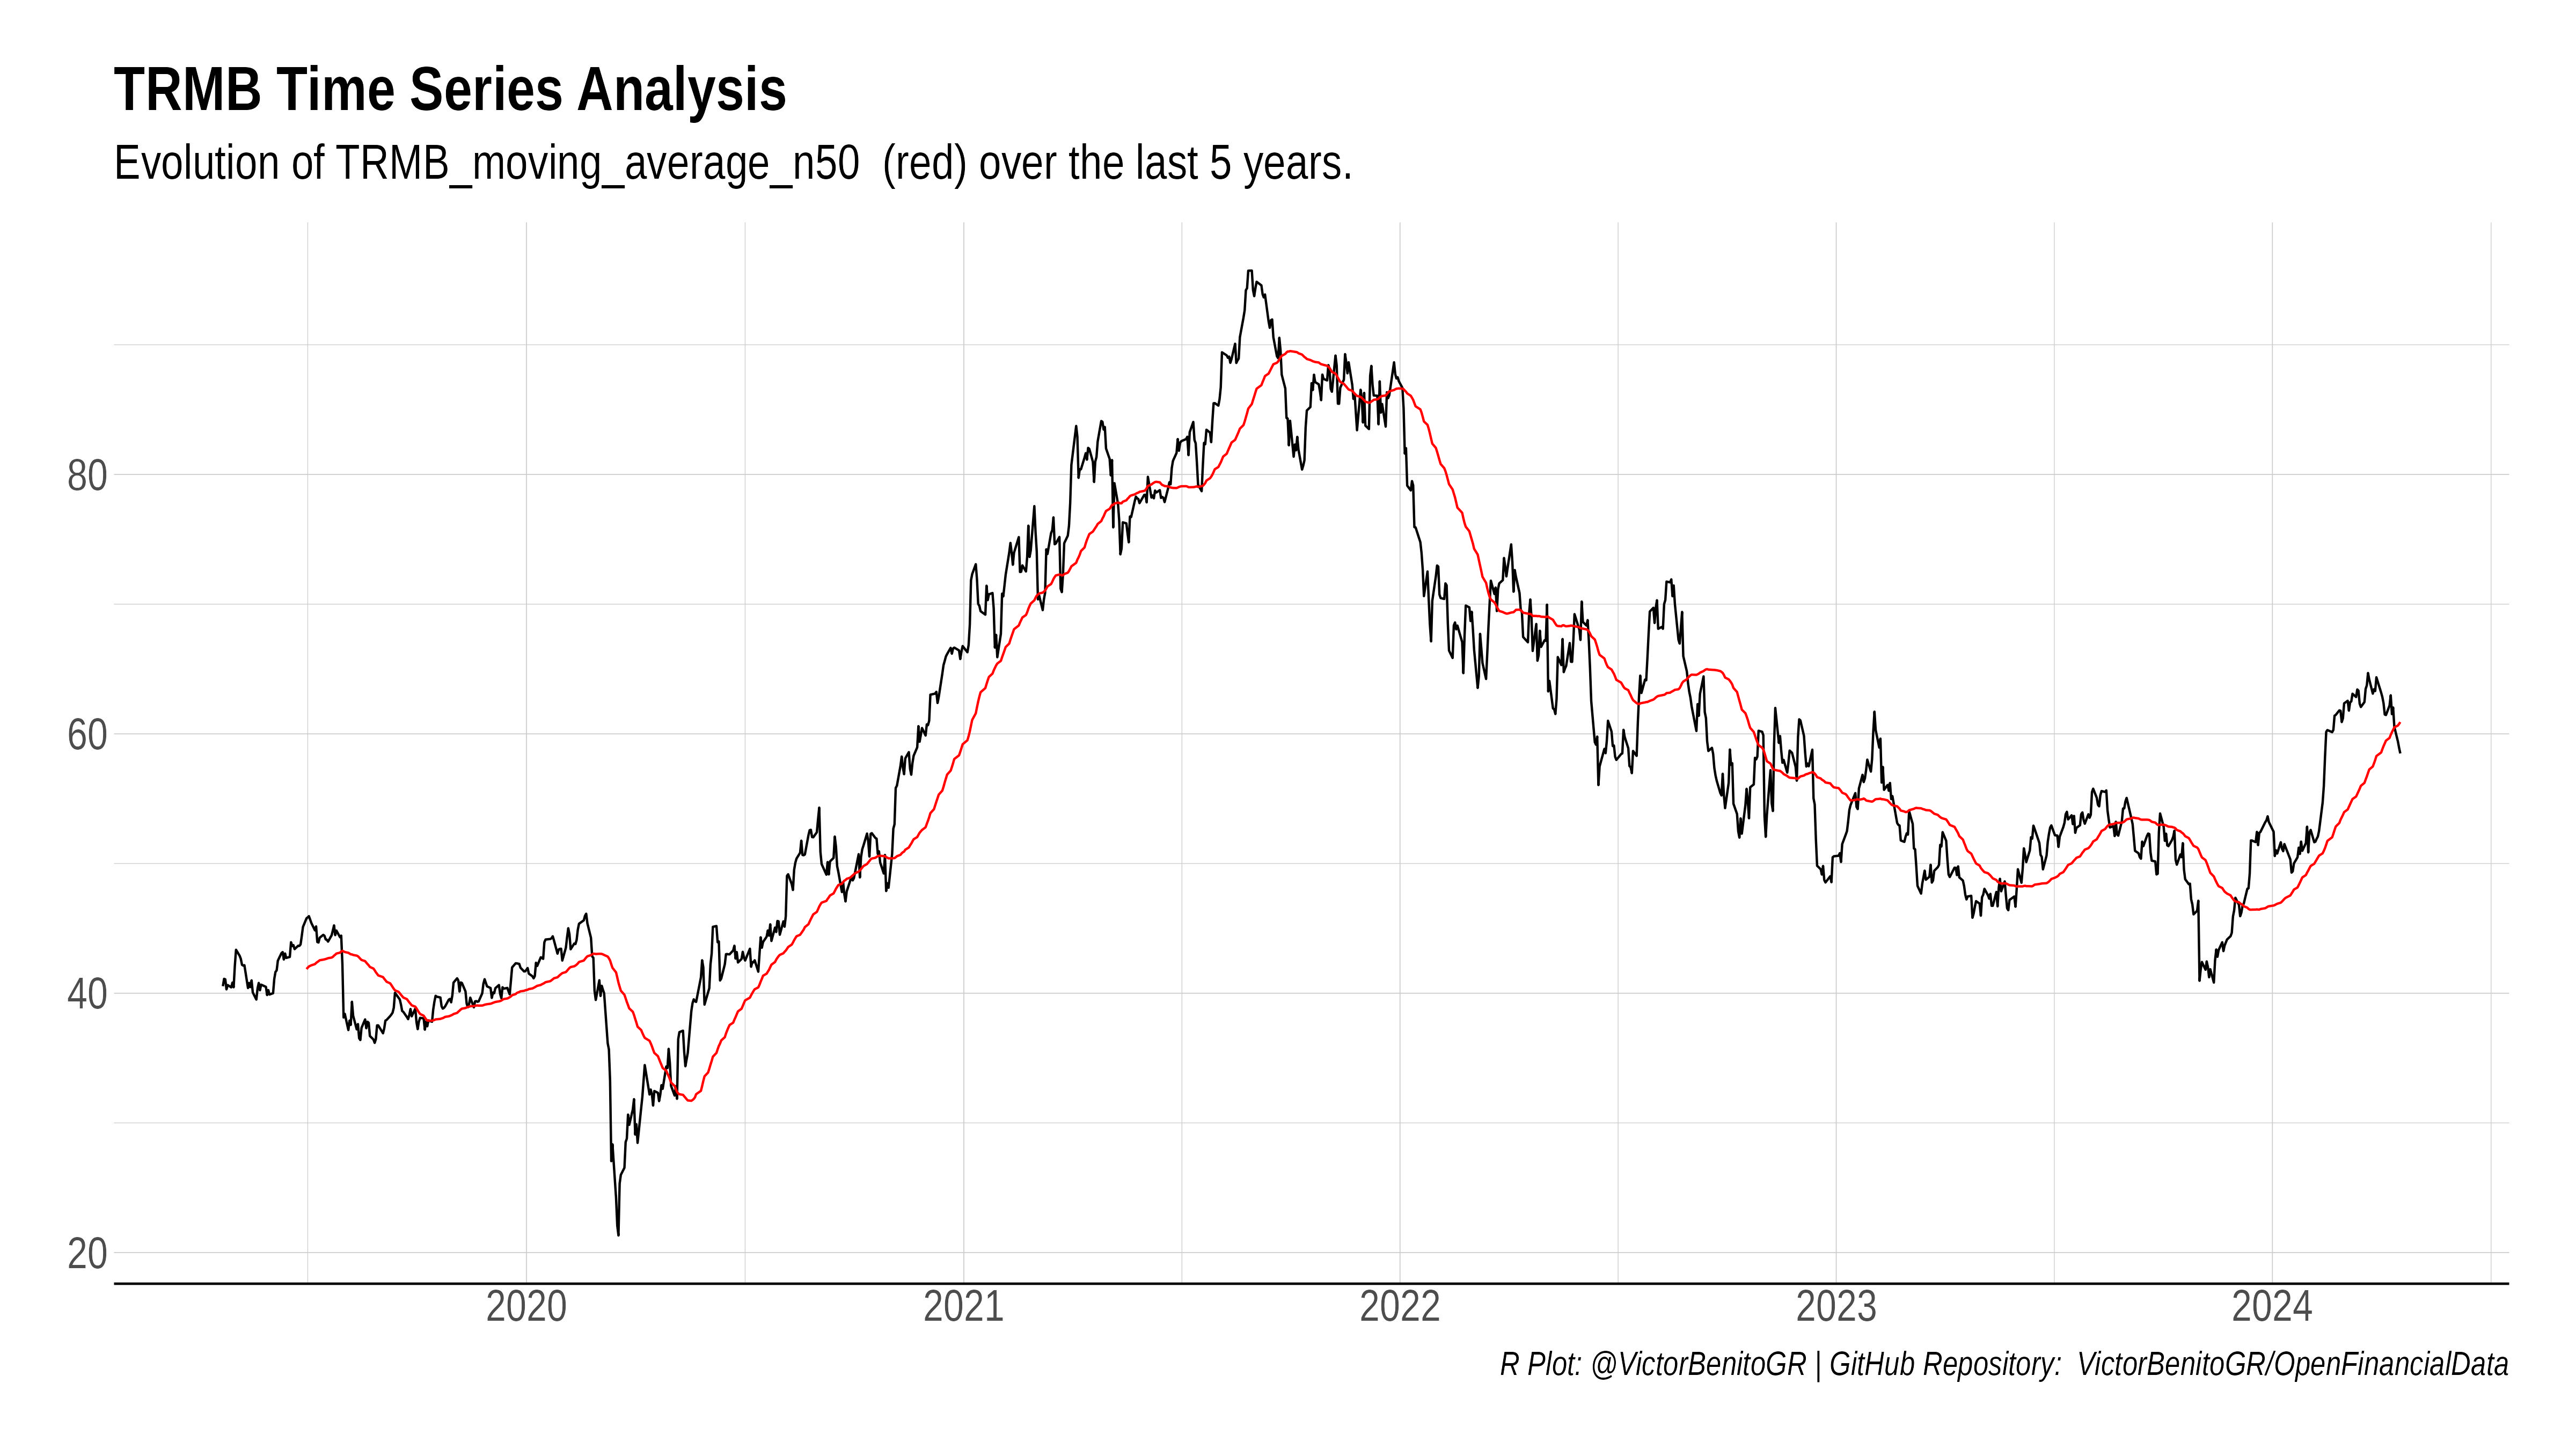 TRMB Time Series Analysis
Evolution of TRMB_moving_average_n50  (red) over the last 5 years.
80
60
40
20
2020 2021 2022 2023 2024
R Plot: @VictorBenitoGR | GitHub Repository:  VictorBenitoGR/OpenFinancialData